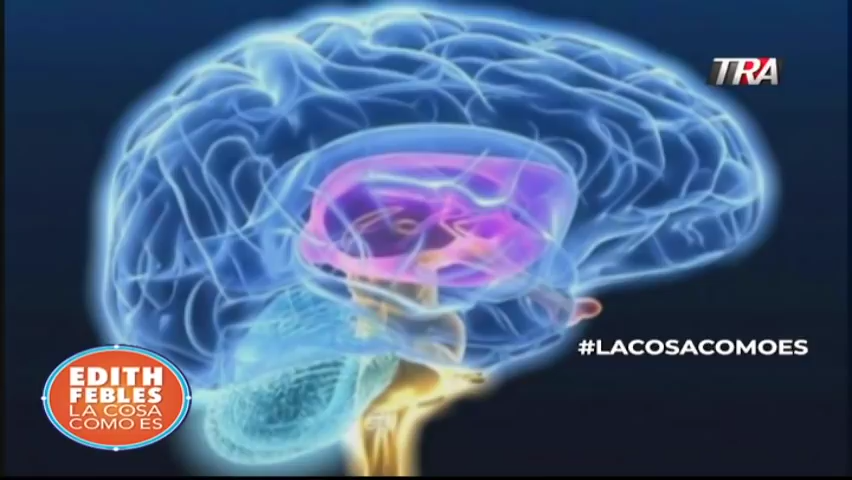 TRA
#LACOSACOMOES
EDITH
FEBLES
LA COSA
COMO ES